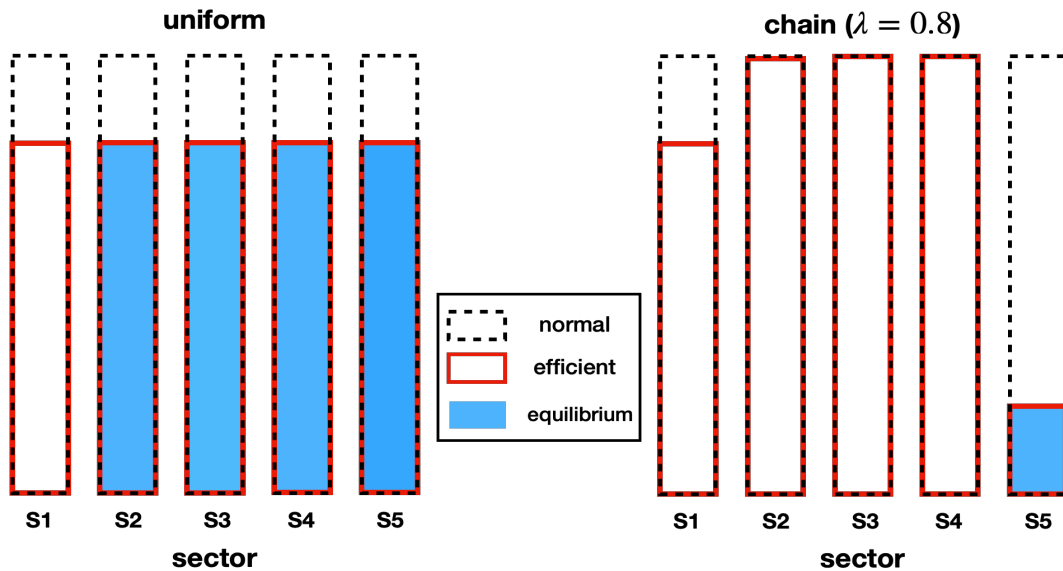 uniform
chain (λ = 0.8)
normal
efficient
equilibrium
S1 S2 S3 S4 S5
S1 S2 S3 S4 S5
sector
sector